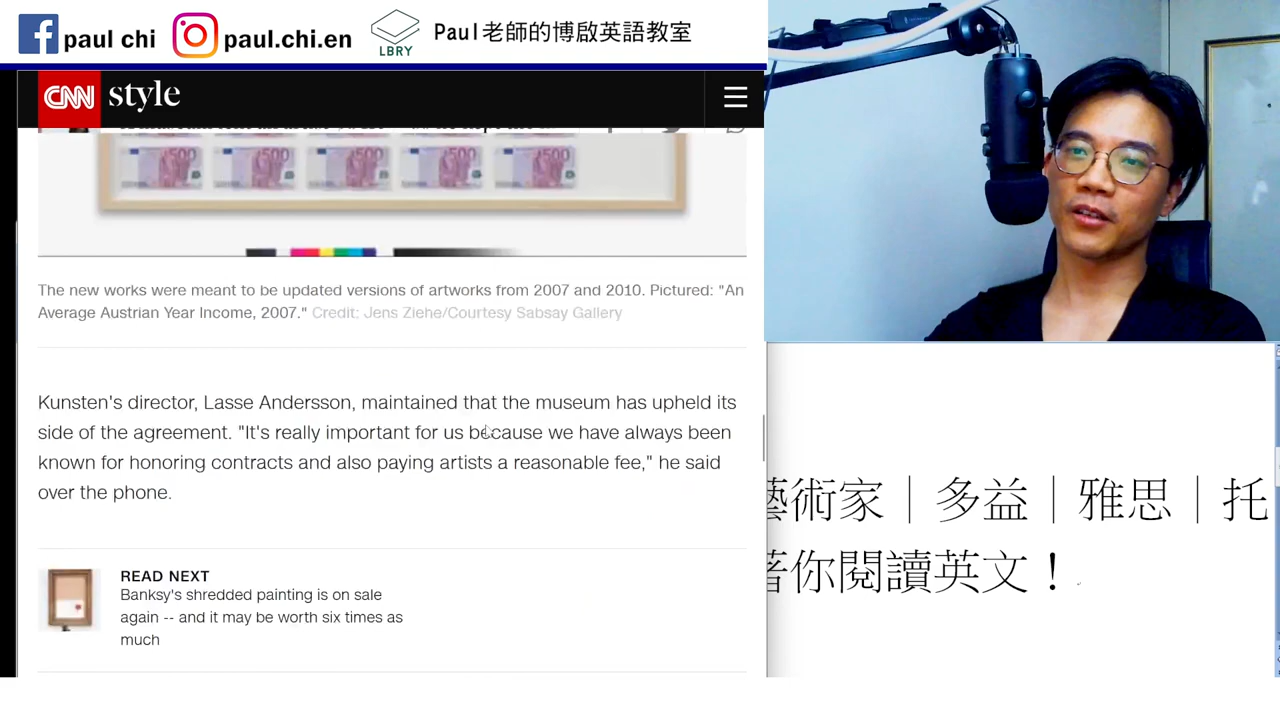 paul chi
paul.chi.en
LBRY
Paul老師的博啟英語教室
CNN style
500 500 500 500 500
The new works were meant to be updated versions of artworks from 2007 and 2010. Pictured: "An
Average Austrian Year Income, 2007." Credit: Jens Ziehe/Courtesy Sabsay Gallery
Kunsten's director, Lasse Andersson, maintained that the museum has upheld its
side of the agreement. "It's really important for us because we have always been
known for honoring contracts and also paying artists a reasonable fee," he said
over the phone.
READ NEXT
Banksy's shredded painting is on sale
again -- and it may be worth six times as
much
藝術家｜多益｜雅思｜托
著你閱讀英文！